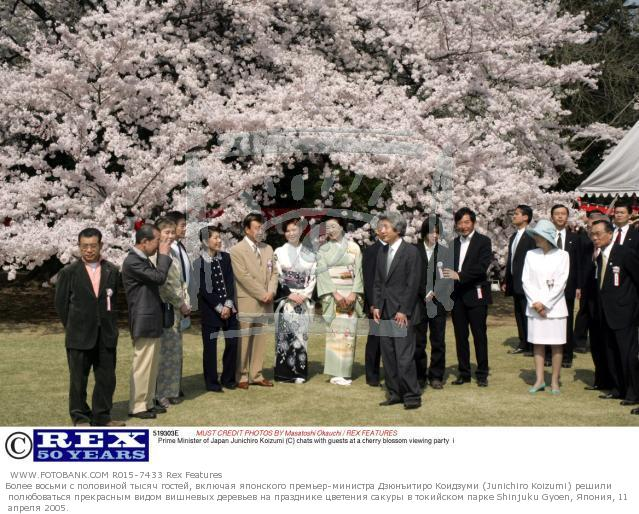 519303E MUST CREDIT PHOTOS BY Masatoshi Okauchi / REX FEATURES
© REX 50 YEARS Prime Minister of Japan Junichiro Koizumi (C) chats with guests at a cherry blossom viewing party i
WWW.FOTOBANK.COM R015-7433 Rex Features
Более восьми с половиной тысяч гостей, включая японского премьер-министра Дзюнъитиро Коидзуми (Junichiro Koizumi) решили
полюбоваться прекрасным видом вишневых деревьев на празднике цветения сакуры в токийском парке Shinjuku Gyoen, Япония, 11
апреля 2005.